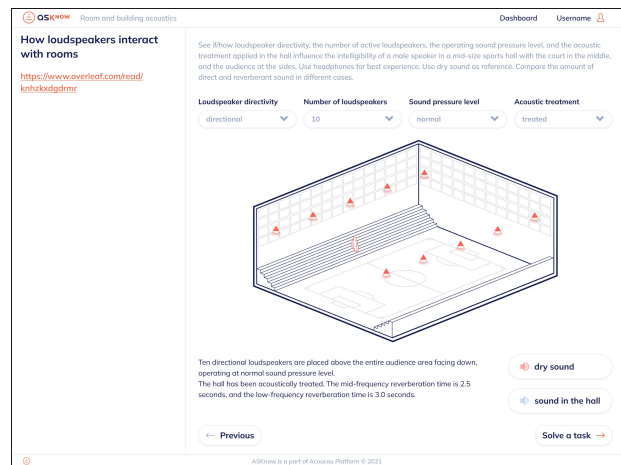 ASKNOW Room and building acoustics
Dashboard Username
How loudspeakers interact
with rooms
https://www.overleaf.com/read/
knhzkxdgdrmr
See if/how loudspeaker directivity, the number of active loudspeakers, the operating sound pressure level, and the acoustic
treatment applied in the hall influence the intelligibility of a male speaker in a mid-size sports hall with the court in the middle,
and the audience at the sides. Use headphones for best experience. Use dry sound as reference. Compare the amount of
direct and reverberant sound in different cases.
Loudspeaker directivity Number of loudspeakers Sound pressure level Acoustic treatment
directional 10 normal treated
Ten directional loudspeakers are placed above the entire audience area facing down,
operating at normal sound pressure level.
The hall has been acoustically treated. The mid-frequency reverberation time is 2.5
seconds, and the low-frequency reverberation time is 3.0 seconds.
dry sound
sound in the hall
← Previous
Solve a task →
ASKnow is a part of Acoucou Platform © 2021